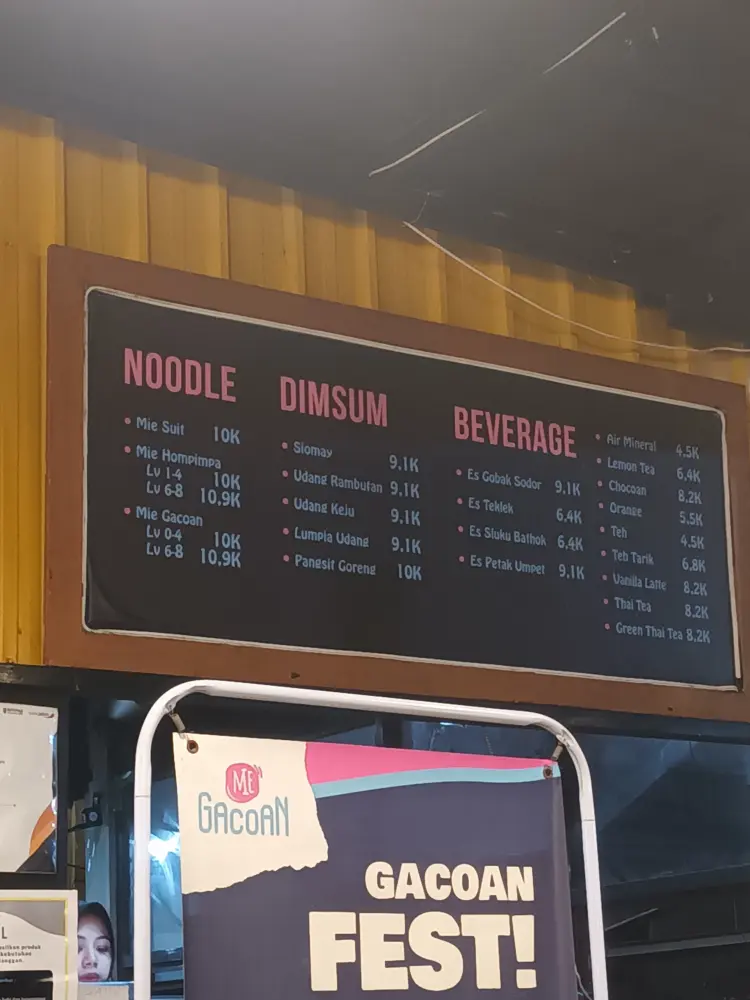 NOODLE
• Mie Suit 10K
• Mie Hompimpa
Lv 1-4 10K
Lv 6-8 10.9K
• Mie Gacoan
Lv 0-4 10K
Lv 6-8 10.9K
DIMSUM
• Siomay 9.1K
• Udang Rambutan 9.1K
• Udang Keju 9.1K
• Lumpia Udang 9.1K
• Pangsit Goreng 10K
BEVERAGE
• Es Gobak Sodor 9.1K
• Es Teklek 6.4K
• Es Sluku Bathok 6.4K
• Es Petak Umpet 9.1K
• Air Mineral 4.5K
• Lemon Tea 6.4K
• Chocoan 8.2K
• Orange 5.5K
• Teh 4.5K
• Teh Tarik 6.8K
• Vanilla Latte 8.2K
• Thai Tea 8.2K
• Green Thai Tea 8.2K
MIE
GACOAN
GACOAN
FEST!